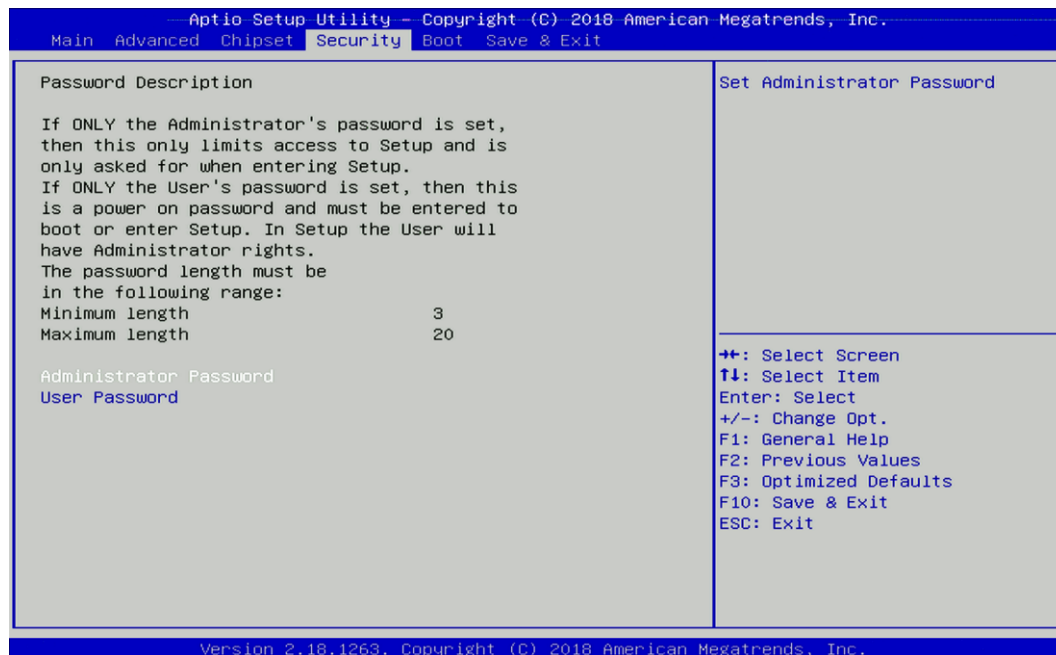 Aptio Setup Utility – Copyright (C) 2018 American Megatrends, Inc.
Main Advanced Chipset Security Boot Save & Exit
Password Description
If ONLY the Administrator's password is set,
then this only limits access to Setup and is
only asked for when entering Setup.
If ONLY the User's password is set, then this
is a power on password and must be entered to
boot or enter Setup. In Setup the User will
have Administrator rights.
The password length must be
in the following range:
Minimum length 3
Maximum length 20
Administrator Password
User Password
Set Administrator Password
→←: Select Screen
↑↓: Select Item
Enter: Select
+/-: Change Opt.
F1: General Help
F2: Previous Values
F3: Optimized Defaults
F10: Save & Exit
ESC: Exit
Version 2.18.1263. Copyright (C) 2018 American Megatrends, Inc.